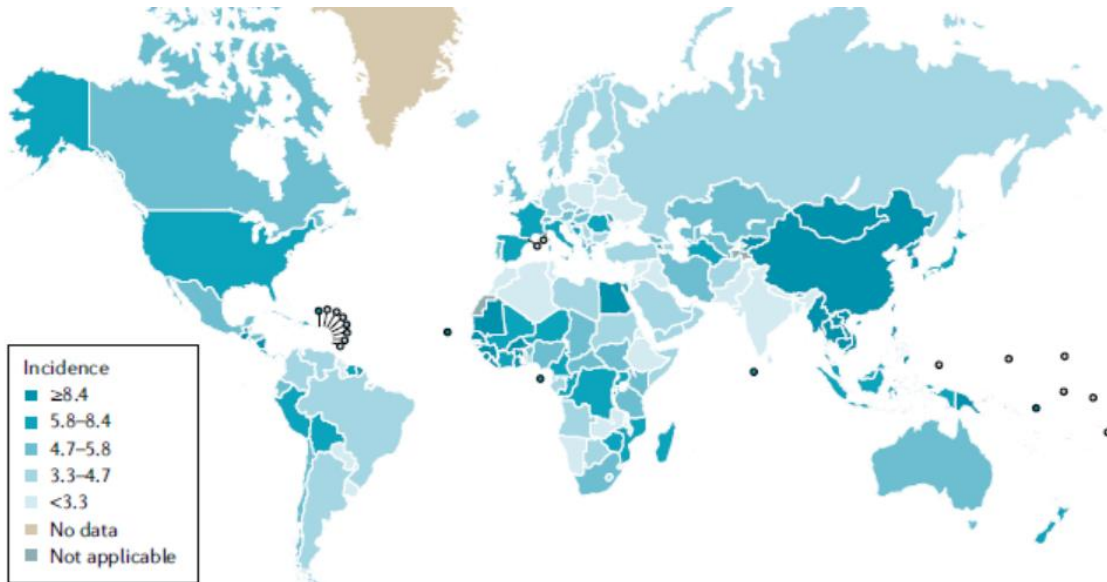 Incidence
≥8.4
5.8–8.4
4.7–5.8
3.3–4.7
<3.3
No data
Not applicable